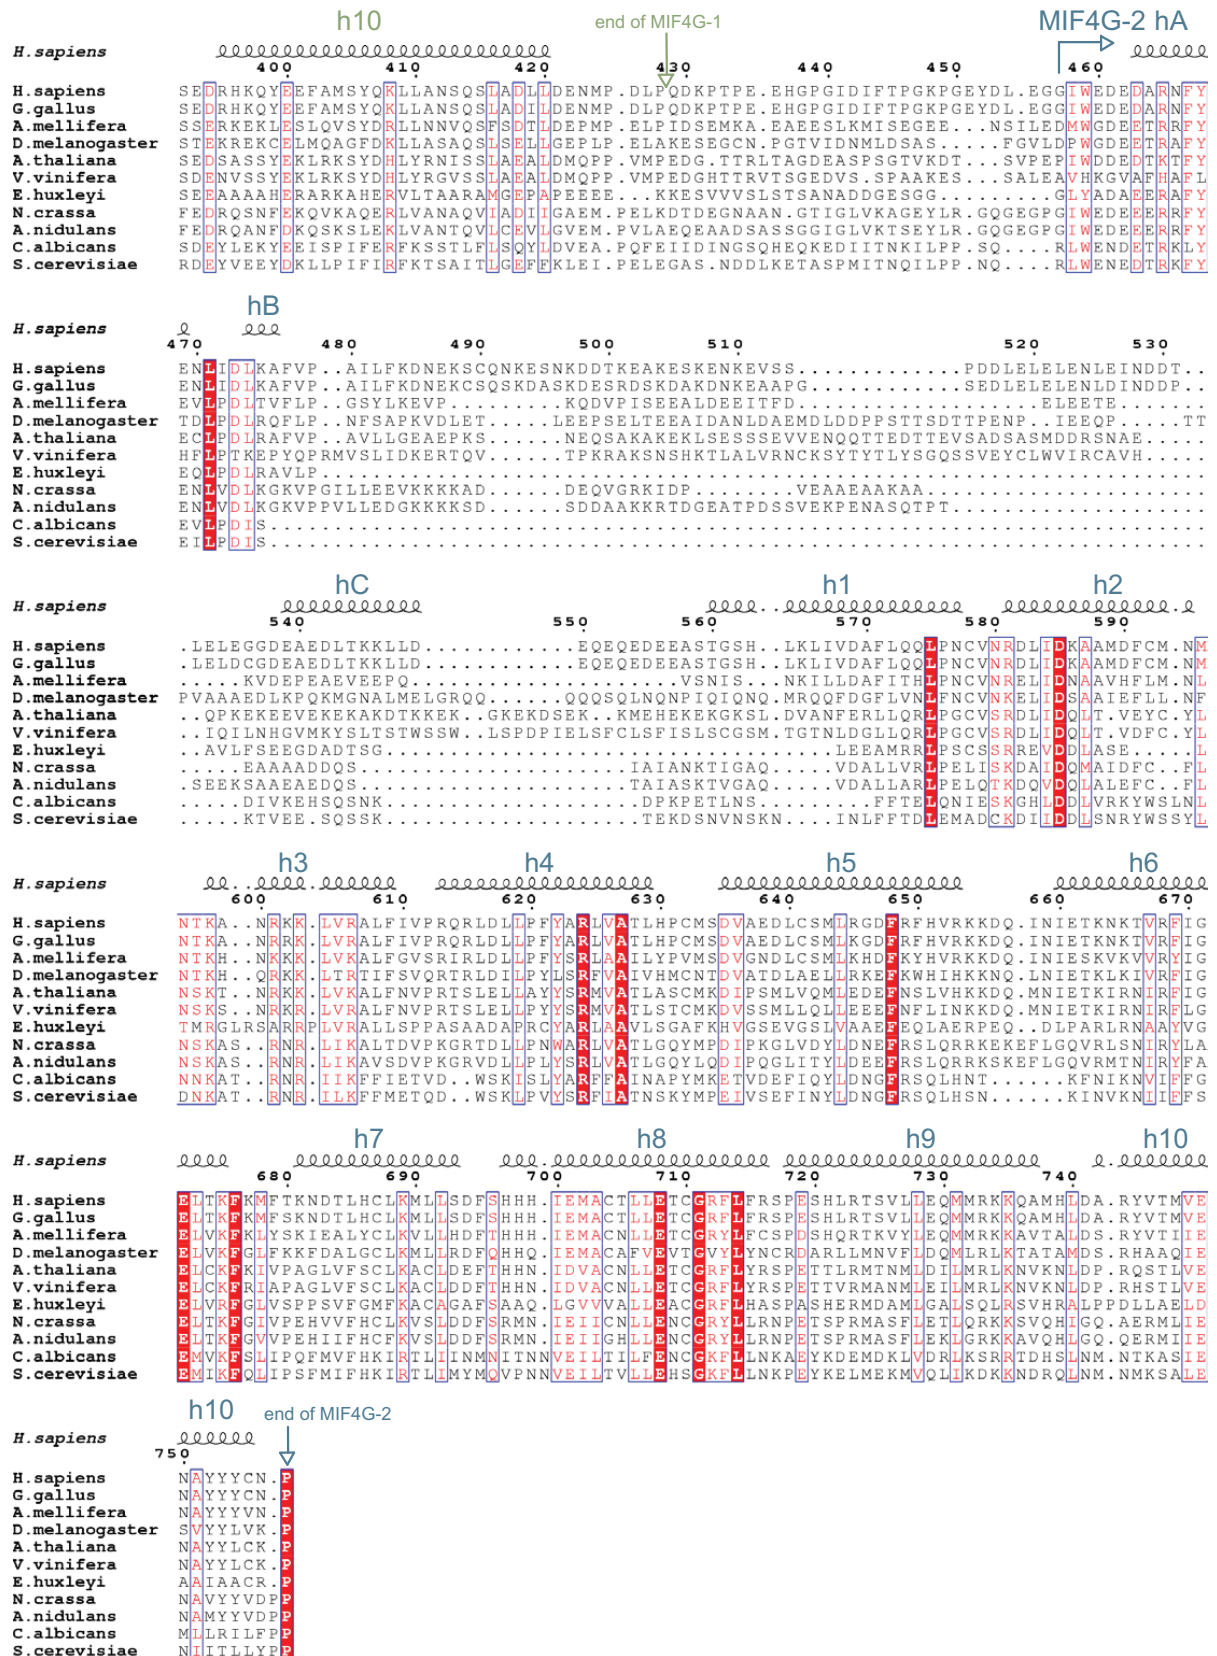 h10 end of MIF4G-1 MIF4G-2 hA
H.sapiens
400 410 420 430 440 450 460
H.sapiens SEDRHKQYEEFAMSYQKLLANSQSLADLLDENMP.DLPQDKPTPE.EHGPGIDIFTPGKPGEYDL.EGGIWEDEDARNFY
G.gallus SEDRHKQYEEFAMSYQKLLANSQSLADLLDENMP.DLPQDKPTPE.EHGPGIDIFTPGKPGEYDL.EGGIWEDEDARNFY
A.mellifera SSERKEKLESLQVSYDRLLNNVQSFSDTLDEPMP.ELPIDSEMKA.EAEESLKMISEGEE...NSILEDMWGDEETRRFY
D.melanogaster STEKREKCELMQAGFDKLLASAQSLSELLGEPLP.ELAKESEGCN.PGTVIDNMLDSAS.....FGVLDPWGDEETKAFY
A.thaliana SEDSASSYEKLRKSYDHLYRNISSLAEALDMQPP.VMPEDG.TTRLTAGDEASPSGTVKDT...SVPEPIWDDEDTKTFY
V.vinifera SDENVSSYEKLRKSYDHLYRGVSSLAEALDMQPP.VMPEDGHTTRVTSGEDVS.SPAAKES...SALEAVHKGVAFHAFL
E.huxleyi SEEAAAAHERARKAHERVLTAARAMGEPAPEEEE...KKESVVVSLSTSANADDGESGG.......GLYADAEERAFY
N.crassa FEDRQSNFEKQVKAQERLVANAQVIADIIGAEM.PELKDTDEGNAAN.GTIGLVKAGEYLR.GQGEGPGIWEDEEERRFY
A.nidulans FEDRQANFDKQSKSLEKLVANTQVLCEVLGVEM.PVLAEQEAADSASSGGIGLVKTSEYLR.GQGEGPGIWEDEEERRFY
C.albicans SDEYLEKYEEISPIFERFKSSTLFLSQYLDVEA.PQFEIIDINGSQHEQKEDIITNKILPP.SQ....RLWENDETRKLY
S.cerevisiae RDEYVEEYDKLLPIFIRFKTSAITLGEFFKLEI.PELEGAS.NDDLKETASPMITNQILPP.NQ....RLWENEDTRKFY
hB
H.sapiens
470 480 490 500 510 520 530
H.sapiens ENLIDLKAFVP..AILFKDNEKSCQNKESNKDDTKEAKESKENKEVSS............PDDLELELENLEINDDT..
G.gallus ENLIDLKAFVP..AILFKDNEKCSQSKDASKDESRDSKDAKDNKEAAPG...........SEDLELELENLDINDDP..
A.mellifera EVLPDLTVFLP..GSYLKEVP.........KQDVPISEEALDEEITFD...................ELEETE.......
D.melanogaster TDLPDLRQFLP..NFSAPKVDLET......LEEPSELTEEAIDANLDAEMDLDDPPSTTSDTTPENP..IEEQP....TT
A.thaliana ECLPDLRAFVP..AVLLGEAEPKS......NEQSAKAKEKLSESSSEVVENQQTTEDTTEVSADSASMDDRSNAE.....
V.vinifera HFLPTKEPYQPRMVSLIDKERTQV......TPKRAKSNSHKTLALVRNCKSYTYTLYSGQSSVEYCLWVIRCAVH.....
E.huxleyi EQLPDLRAVLP.....................................................................
N.crassa ENLVDLKGKVPGILLEEVKKKKAD......DEQVGRKIDP........VEAAEAAKAA......................
A.nidulans ENLVDLKGKVPPVLLEDGKKKKSD......SDDAAKKRTDGEATPDSSVEKPENASQTPT....................
C.albicans EVLPDIS.........................................................................
S.cerevisiae EILPDIS.........................................................................
hC h1 h2
H.sapiens
540 550 560 570 580 590
H.sapiens .LELEGGDEAEDLTKKLLD............EQEQEDEEASTGSH..LKLIVDAFLQQLPNCVNRDLIDKAAMDFCM.NM
G.gallus .LELDCGDEAEDLTKKLLD............EQEQEDEEASTGSH..LKLIVDAFLQQLPNCVNRDLIDKAAMDFCM.NM
A.mellifera .....KVDEPEAEVEEPQ.....................VSNIS...NKILLDAFITHLPNCVNRELIDNAAVHFLM.NL
D.melanogaster PVAAAEDLKPQKMGNALMELGRQQ......QQQSQLNQNPIQIQNQ.MRQQFDGFLVNLFNCVNKELIDSAAIEFLL.NF
A.thaliana ..QPKEKEEVEKEKAKDTKKEK...GKEKDSEK..KMEHEKEKGKSL.DVANFERLLQRLPGCVSRDLIDQLT.VEYC.YL
V.vinifera ..IQILNHGVMKYSLTSTWSSW..LSPDPIELSFCLSFISLSCGSM.TGTNLDGLLQRLPGCVSRDLIDQLT.VDFC.YL
E.huxleyi ..AVLFSEEGDADTSG...................................LEEAMRRLPSCSSRREVDDLASE.....L
N.crassa .....EAAAADDQS.....................IAIANKTIGAQ.....VDALLVRLPELISKDAIDQMAIDFC..FL
A.nidulans .SEEKSAAEAEDQS.....................TAIASKTVGAQ.....VDALLARLPELQTKDQVDQLALEFC..FL
C.albicans .....DIVKEHSQSNK....................DPKPETLNS.......FFTELQNIESKGHLDDLVRKYWSLNL
S.cerevisiae .....KTVEE.SQSSK....................TEKDSNVNSKN....INLFFTDLEMADCKDIIDDLSNRYWSSYL
h3 h4 h5 h6
H.sapiens
600 610 620 630 640 650 660 670
H.sapiens NTKA..NRKK.LVRALFIVPRQRLDLLPFYARLVATLHPCMSDVAEDLCSMLRGDFRFHVRKKDQ.INIETKNKTVRFIG
G.gallus NTKA..NRRK.LVRALFIVPRQRLDLLPFYARLVATLHPCMSDVAEDLCSMLRGDFRFHVRKKDQ.INIETKNKTVRFIG
A.mellifera NTKH..NKKK.LVKALFGVSRIRLDLLPFYSRLAAILYPVMSDVGNDLCSMLKHDFKYHVRKKDQ.INIESKVKVVRYIG
D.melanogaster NTKH..QRKK.LTRTIFSVQRTRLDILPYLSRFVAIVHMCNTDVATDLAELLRKEFKWHIHKKNQ.LNIETKLKIVRFIG
A.thaliana NSKT..NRKK.LVKALFNVPRTSLELLAYYSRMVATLASCMKDIPSMLVQMLEDEFNSLVHKKDQ.MNIETKIRNIRFIG
V.vinifera NSKS..NRKK.LVRALFNVPRTSLELLPYYSRMVATLSTCMKDVSSMLLQLLEEEFNFLINKKDQ.MNIETKIRNIRFLG
E.huxleyi TMRGLRSARRPLVRALLSPPASAADAPRCYARLAAVLSGAFKHVGSEVGSLVAAEFEQLAERPEQ..DLPARLRNAAYVG
N.crassa NSKAS..RNR.LIKALTDVPKGRTDLLPNWARLVATLGQYMPDIPKGLVDYLDNEFRSLQRRKEKEFLGQVRLSNIRYLA
A.nidulans NSKAS..RNR.LIKAVSDVPKGRVDLLPLYSRLVATLGQYLQDIPQGLITYLDEEFRSLQRRKSKEFLGQVRMTNIRYFA
C.albicans NNKAT..RNR.IIKFFIETVD..WSKISLYARFFAINAPYMKETVDEFIQYLDNGFRSQLHNT......KFNIKNVIFFG
S.cerevisiae DNKAT..RNR.ILKFFMETQD..WSKLPVYSRFIATNSKYMPEIVSEFINYLDNGFRSQLHSN......KINVKNIIFFS
h7 h8 h9 h10
H.sapiens
680 690 700 710 720 730 740
H.sapiens ELTKFKMFTKNDTLHCLKMLLSDFSHHH.IEMACTLLETCGRFLFRSPESHLRTSVLLEQMMRKKQAMHLDA.RYVTMVE
G.gallus ELTKFKMFSKNDTLHCLKMLLSDFSHHH.IEMACTLLETCGRFLFRSPESHLRTSVLLEQMMRKKQAMHLDA.RYVTMVE
A.mellifera ELVKFKLYSKIEALYCLKVLLRDFTHHH.IEMACNLLETCGRYLFCSPDSHQRTKVYLEQMMRLKAVTAMDS.RYVTIIE
D.melanogaster ELVKFGLFKKFDALGCLKMLLRDFQHHQ.IEMACAFVEVTGVYLYNCRDARLLMNVFLDQMLRLKTATAMDS.RHAAQIE
A.thaliana ELCKFKIVPAGLVFSCLKACLDEFTHHN.IDVACNLLETCGRFLYRSPETTLRMTNMLDILMRLKNVKNLDP.RQSTLVE
V.vinifera ELCKFRIAPAGLVFSCLKACLDDFTHHN.IDVACNLLETCGRFLYRSPETTVRMANMLEILMRLKNVKNLDP.RHSTLVE
E.huxleyi ELVRFGLVSPPSVFGMFKACAGAFSAAQ.LGVVVALLEACGRFLHASPASHERMDAMLGALSQLRSVHRALPPDLLAELD
N.crassa ELTKFGIVPEHVVFHCFKVSLDDFSRMN.IEIICNLLENCGRYLLRNPETSPRMASFLETLQRKKSVQHIGQ.AERMLIE
A.nidulans ELTKFGVVPEHIIFHCFKVSLDDFSRMN.IEIIGHLLENCGRYLLRNPETSPRMASFLEKLGRKKAVQHLGQ.QERMIIE
C.albicans EMVKFSLIPQFMVFHKIRTLIINMNITNNVEILTILFENCGKFLLNKAEYKDEMDKLVDRLKSRRTDHSLNM.NTKASIE
S.cerevisiae EMIKFQLIPSFMIFHKIRTLIMYMQVPNNVEILTVLLEHSGKFLLNKPEYKELMEKMVQLIKDKKNDRQLNM.NMKSALE
h10 end of MIF4G-2
H.sapiens
750
H.sapiens NAYYYCN.P
G.gallus NAYYYCN.P
A.mellifera NAYYYVN.P
D.melanogaster SVYYLVK.P
A.thaliana NAYYLCK.P
V.vinifera NAYYLCK.P
E.huxleyi AAIAACR.P
N.crassa NAVYYVDPP
A.nidulans NAMYYVDPP
C.albicans MLLRILFPP
S.cerevisiae NIITLLYPP